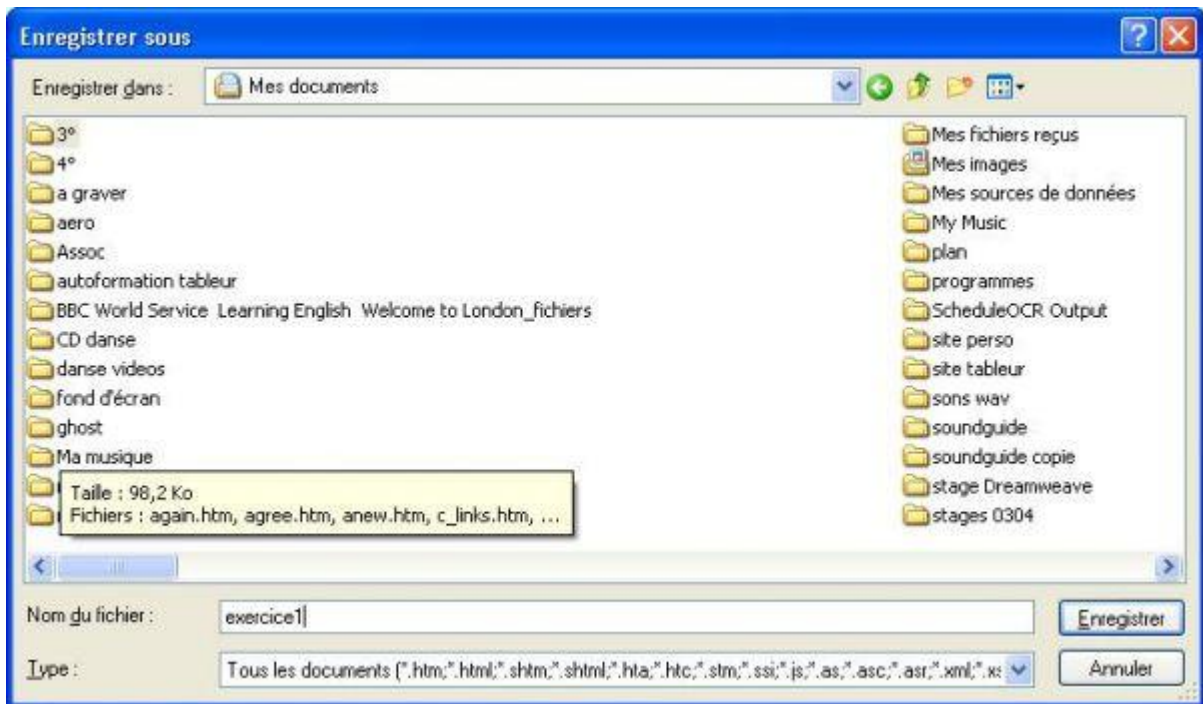 Enregistrer sous
Enregistrer dans :
Mes documents
3°
4°
a graver
aero
Assoc
autoformation tableur
BBC World Service Learning English Welcome to London_fichiers
CD danse
danse videos
fond d'écran
ghost
Ma musique
Taille : 98,2 Ko
Fichiers : again.htm, agree.htm, anew.htm, c_links.htm, ...
Mes fichiers reçus
Mes images
Mes sources de données
My Music
plan
programmes
ScheduleOCR Output
site perso
site tableur
sons wav
soundguide
soundguide copie
stage Dreamweave
stages 0304
Nom du fichier :
exercice1
Enregistrer
Type :
Tous les documents (*.htm;*.html;*.shtm;*.shtml;*.hta;*.htc;*.stm;*.ssi;*.js;*.as;*.asc;*.asr;*.xml;*.xs
Annuler